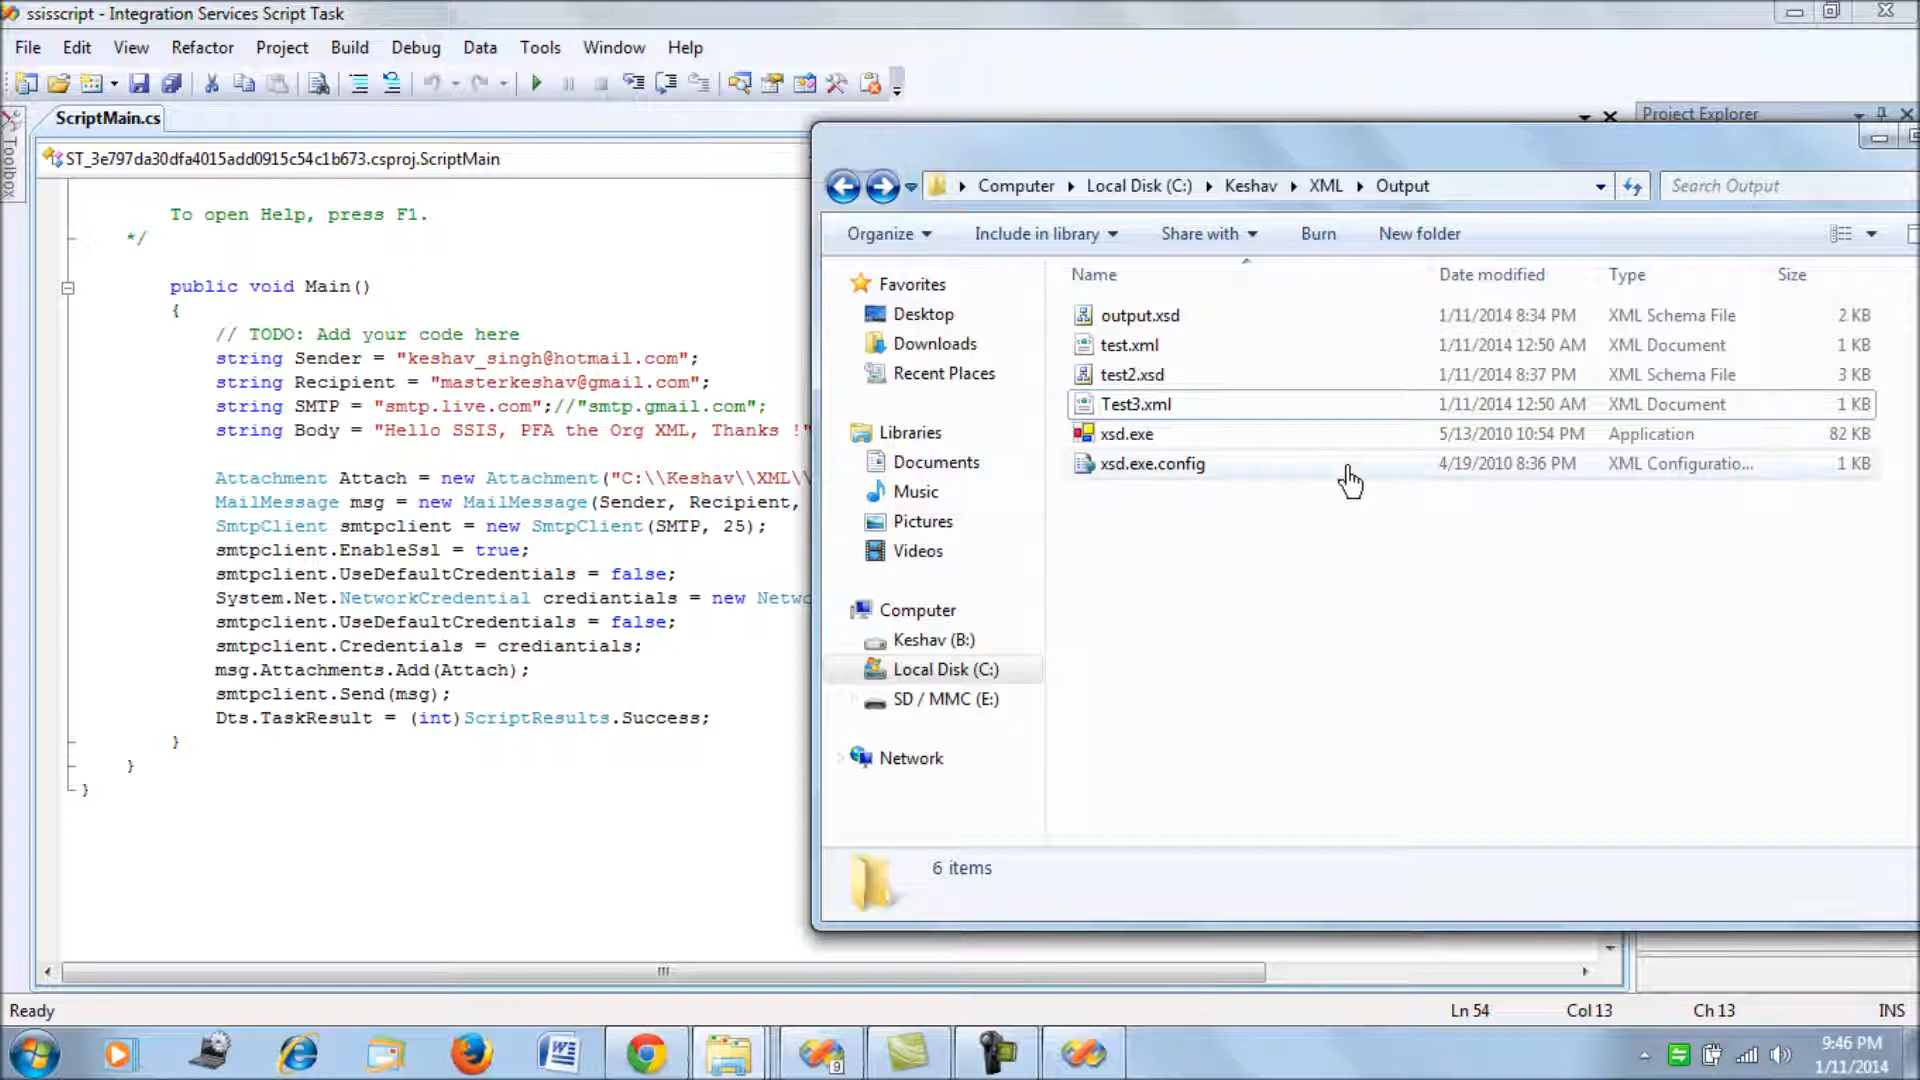 ssisscript - Integration Services Script Task
File Edit View Refactor Project Build Debug Data Tools Window Help
ScriptMain.cs
Toolbox
ST_3e797da30dfa4015add0915c54c1b673.csproj.ScriptMain
To open Help, press F1.
*/
public void Main()
{
// TODO: Add your code here
string Sender = "keshav_singh@hotmail.com";
string Recipient = "masterkeshav@gmail.com";
string SMTP = "smtp.live.com";//"smtp.gmail.com";
string Body = "Hello SSIS, PFA the Org XML, Thanks !"
Attachment Attach = new Attachment("C:\\Keshav\\XML\\
MailMessage msg = new MailMessage(Sender, Recipient,
SmtpClient smtpclient = new SmtpClient(SMTP, 25);
smtpclient.EnableSsl = true;
smtpclient.UseDefaultCredentials = false;
System.Net.NetworkCredential crediantials = new Netwo
smtpclient.UseDefaultCredentials = false;
smtpclient.Credentials = crediantials;
msg.Attachments.Add(Attach);
smtpclient.Send(msg);
Dts.TaskResult = (int)ScriptResults.Success;
}
}
}
Project Explorer
Computer Local Disk (C:) Keshav XML Output
Search Output
Organize Include in library Share with Burn New folder
Favorites
Desktop
Downloads
Recent Places
Libraries
Documents
Music
Pictures
Videos
Computer
Keshav (B:)
Local Disk (C:)
SD / MMC (E:)
Network
Name Date modified Type Size
output.xsd 1/11/2014 8:34 PM XML Schema File 2 KB
test.xml 1/11/2014 12:50 AM XML Document 1 KB
test2.xsd 1/11/2014 8:37 PM XML Schema File 3 KB
Test3.xml 1/11/2014 12:50 AM XML Document 1 KB
xsd.exe 5/13/2010 10:54 PM Application 82 KB
xsd.exe.config 4/19/2010 8:36 PM XML Configuratio... 1 KB
6 items
Ready Ln 54 Col 13 Ch 13 INS
9
9:46 PM
1/11/2014